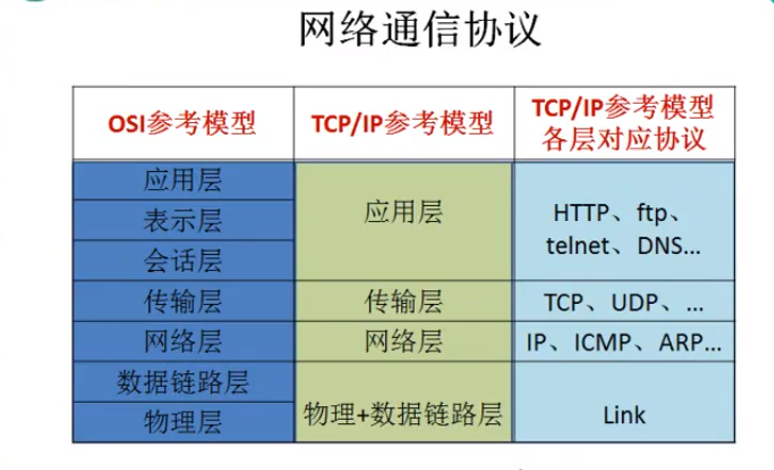 网络通信协议
OSI参考模型
TCP/IP参考模型
TCP/IP参考模型
各层对应协议
应用层
表示层
会话层
应用层
HTTP、ftp、
telnet、DNS...
传输层
传输层
TCP、UDP、...
网络层
网络层
IP、ICMP、ARP...
数据链路层
物理层
物理+数据链路层
Link